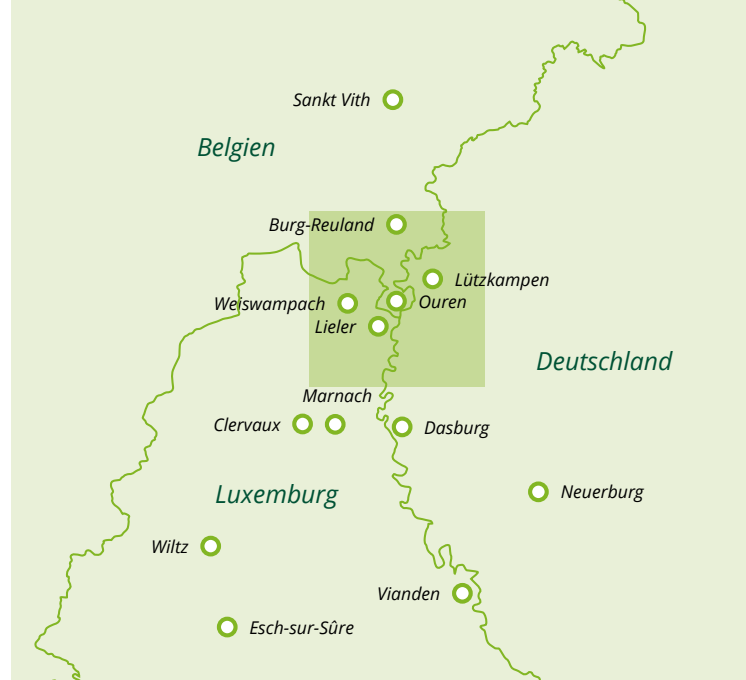 Sankt Vith
Belgien
Burg-Reuland
Lützkampen
Weiswampach
Ouren
Lieler
Deutschland
Marnach
Clervaux
Dasburg
Luxemburg
Neuerburg
Wiltz
Vianden
Esch-sur-Sûre